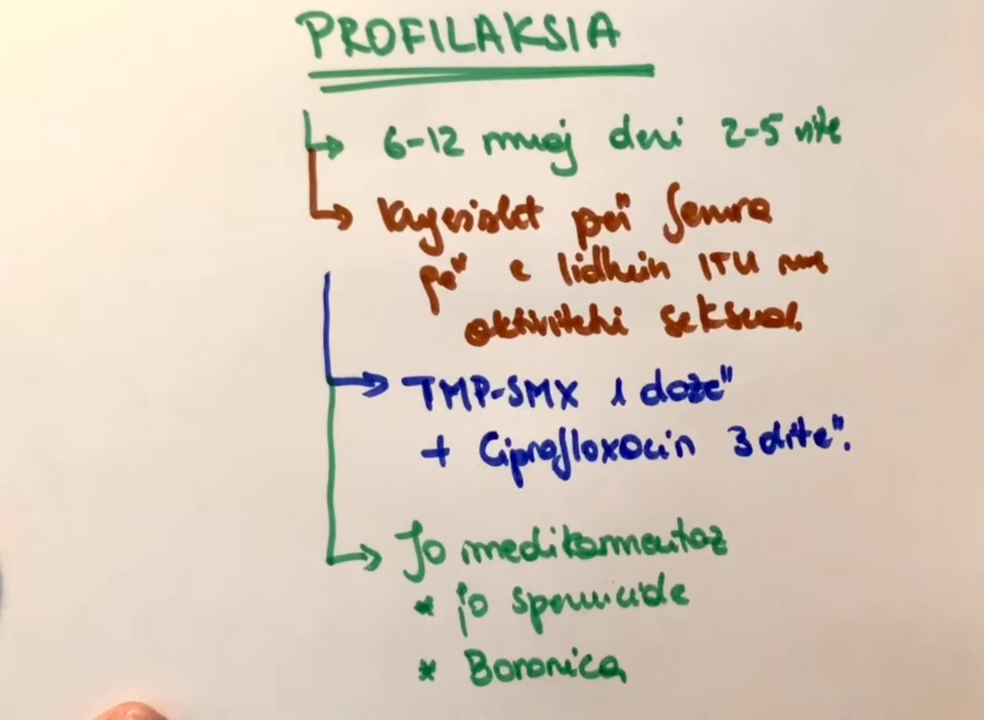 PROFILAKSIA
6-12 muaj deri 2-5 vite
Kryesisht për femra
që e lidhin ITU me
aktivitetin seksual.
TMP-SMX 1 dozë
+ Ciprofloxacin 3 ditë.
Jo medikamentoz
* jo spermicide
* Boronica